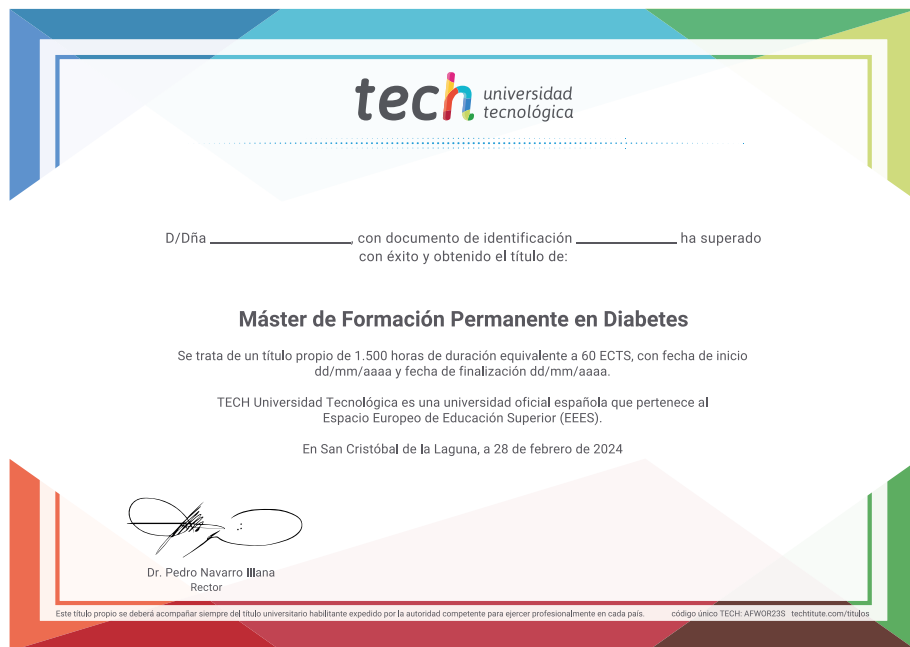 tech universidad
tecnológica
D/Dña ________________, con documento de identificación ____________ ha superado
con éxito y obtenido el título de:
Máster de Formación Permanente en Diabetes
Se trata de un título propio de 1.500 horas de duración equivalente a 60 ECTS, con fecha de inicio
dd/mm/aaaa y fecha de finalización dd/mm/aaaa.
TECH Universidad Tecnológica es una universidad oficial española que pertenece al
Espacio Europeo de Educación Superior (EEES).
En San Cristóbal de la Laguna, a 28 de febrero de 2024
Dr. Pedro Navarro Illana
Rector
Este título propio se deberá acompañar siempre del título universitario habilitante expedido por la autoridad competente para ejercer profesionalmente en cada país. código único TECH: AFWOR23S techtitute.com/titulos